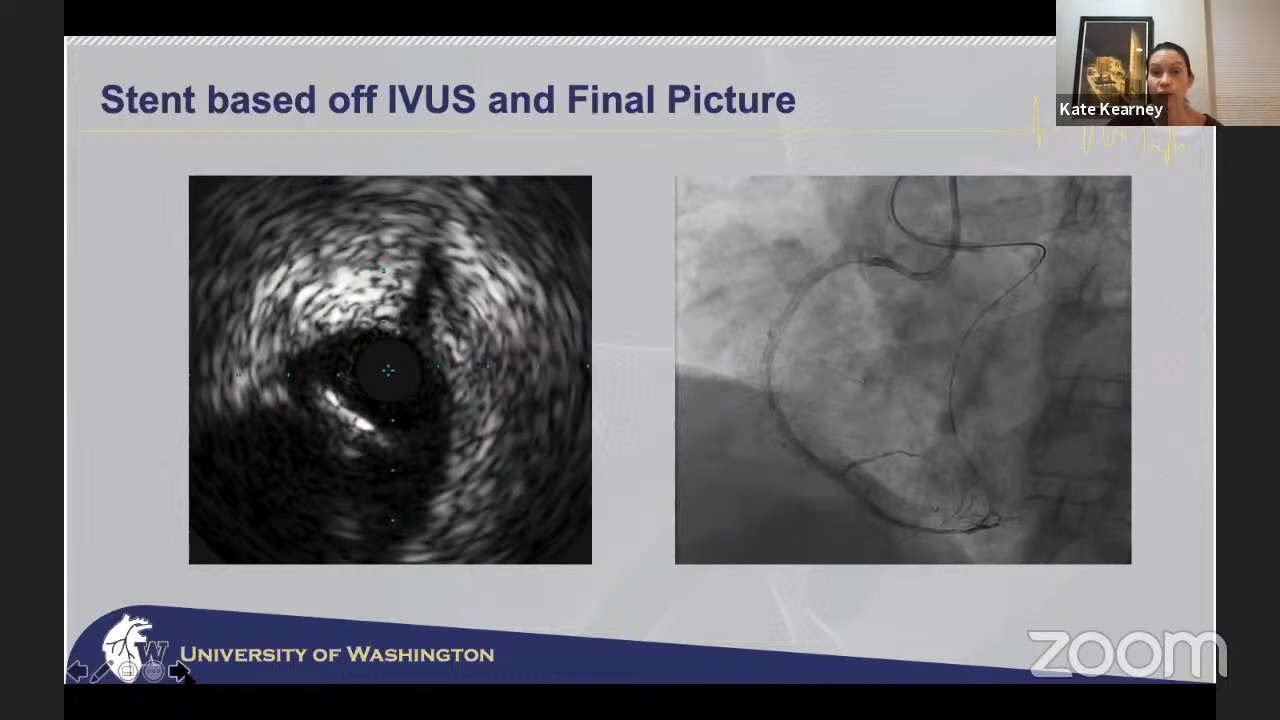 Stent based off IVUS and Final Picture
Kate Kearney
W
UNIVERSITY OF WASHINGTON
zoom